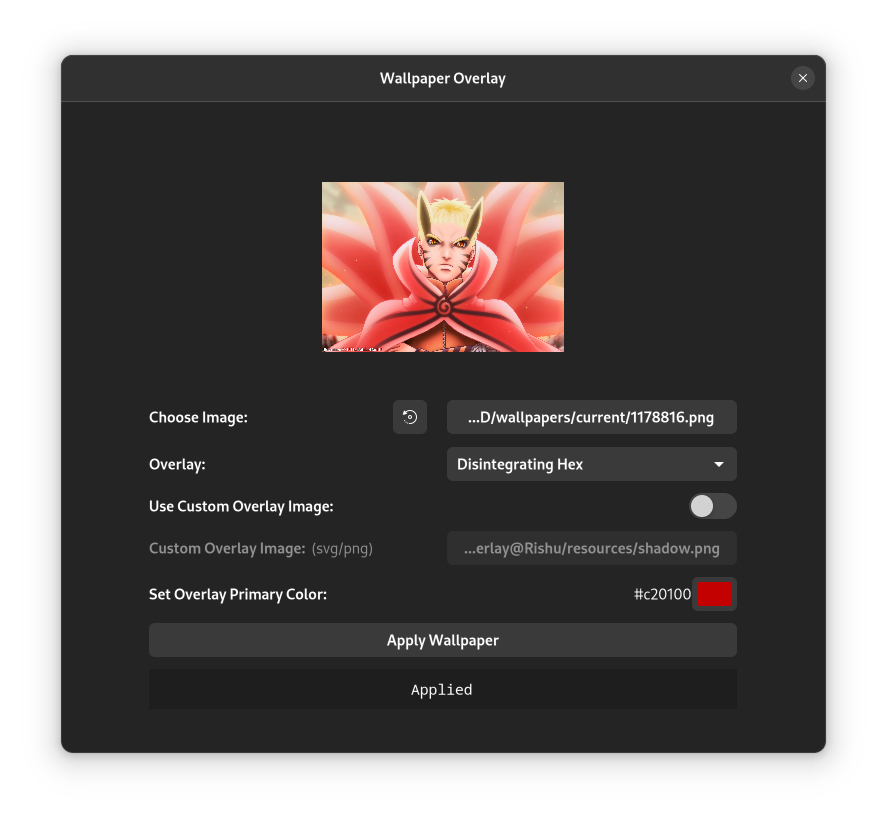 Wallpaper Overlay
Choose Image: ...D/wallpapers/current/1178816.png
Overlay: Disintegrating Hex
Use Custom Overlay Image:
Custom Overlay Image: (svg/png) ...erlay@Rishu/resources/shadow.png
Set Overlay Primary Color: #c20100
Apply Wallpaper
Applied